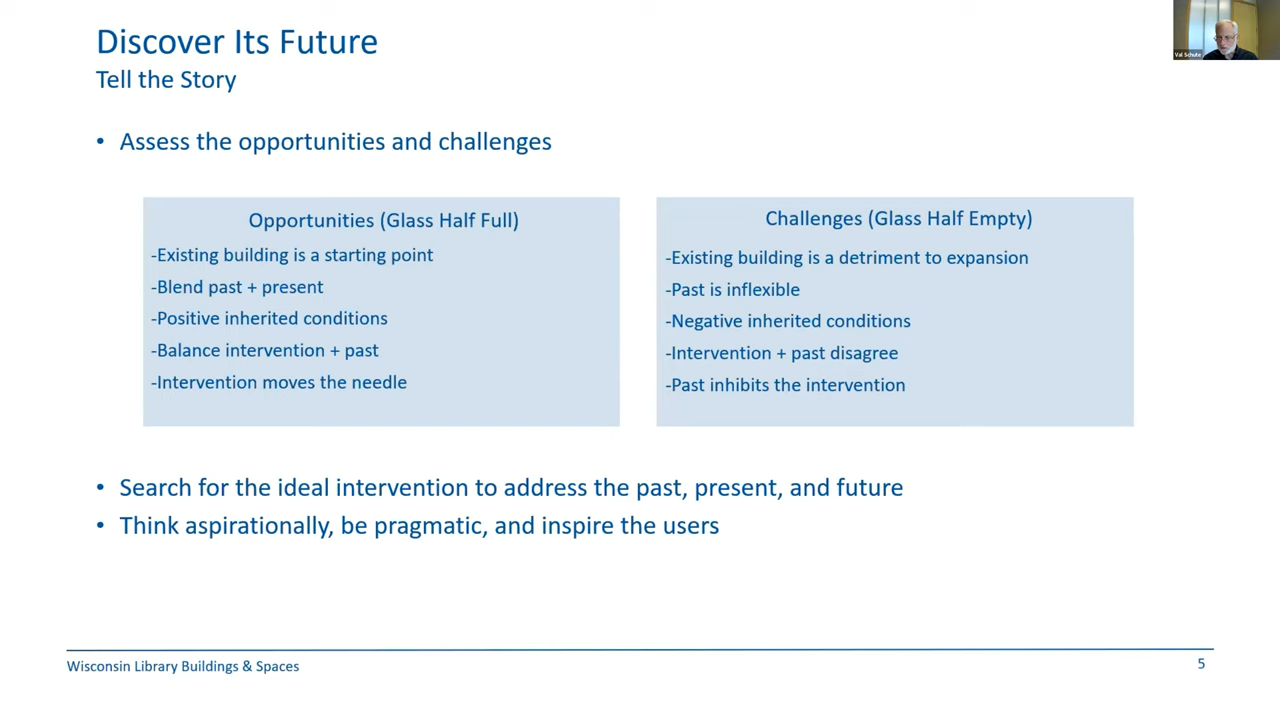 Discover Its Future
Tell the Story
• Assess the opportunities and challenges
Opportunities (Glass Half Full)
-Existing building is a starting point
-Blend past + present
-Positive inherited conditions
-Balance intervention + past
-Intervention moves the needle
Challenges (Glass Half Empty)
-Existing building is a detriment to expansion
-Past is inflexible
-Negative inherited conditions
-Intervention + past disagree
-Past inhibits the intervention
• Search for the ideal intervention to address the past, present, and future
• Think aspirationally, be pragmatic, and inspire the users
Wisconsin Library Buildings & Spaces
5
Val Schute